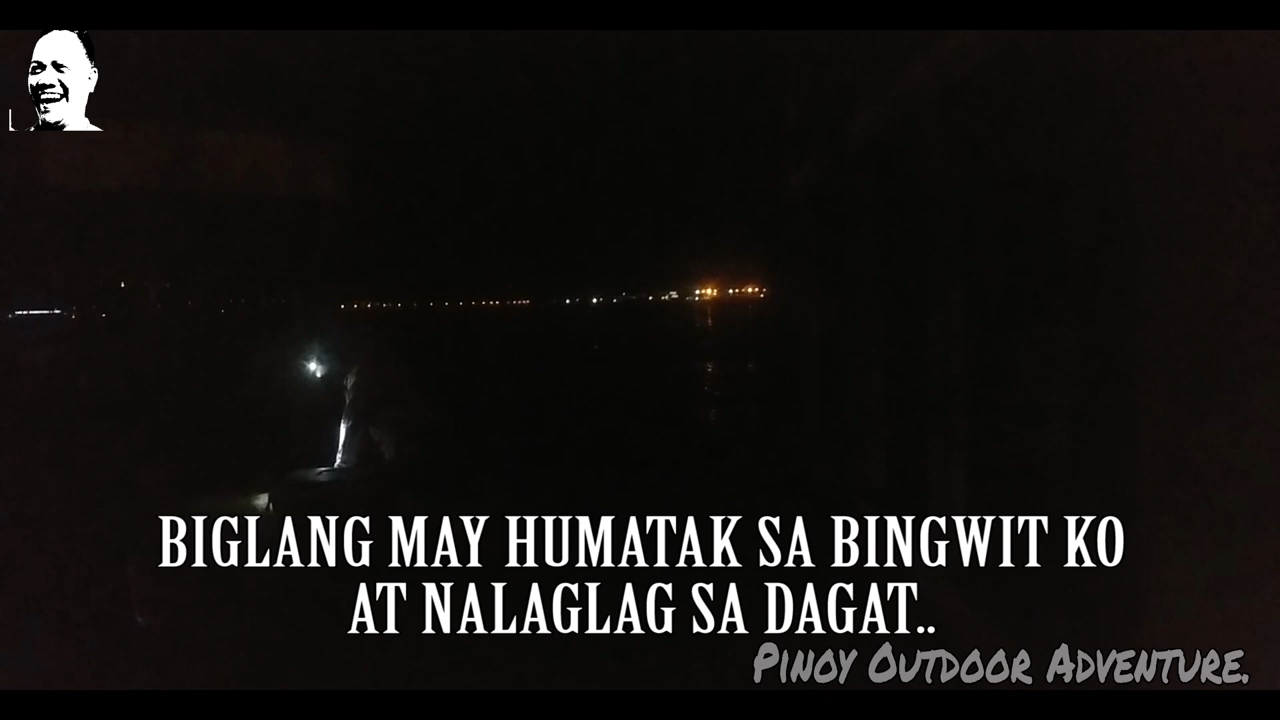 BIGLANG MAY HUMATAK SA BINGWIT KO
AT NALAGLAG SA DAGAT..
PINOY OUTDOOR ADVENTURE.